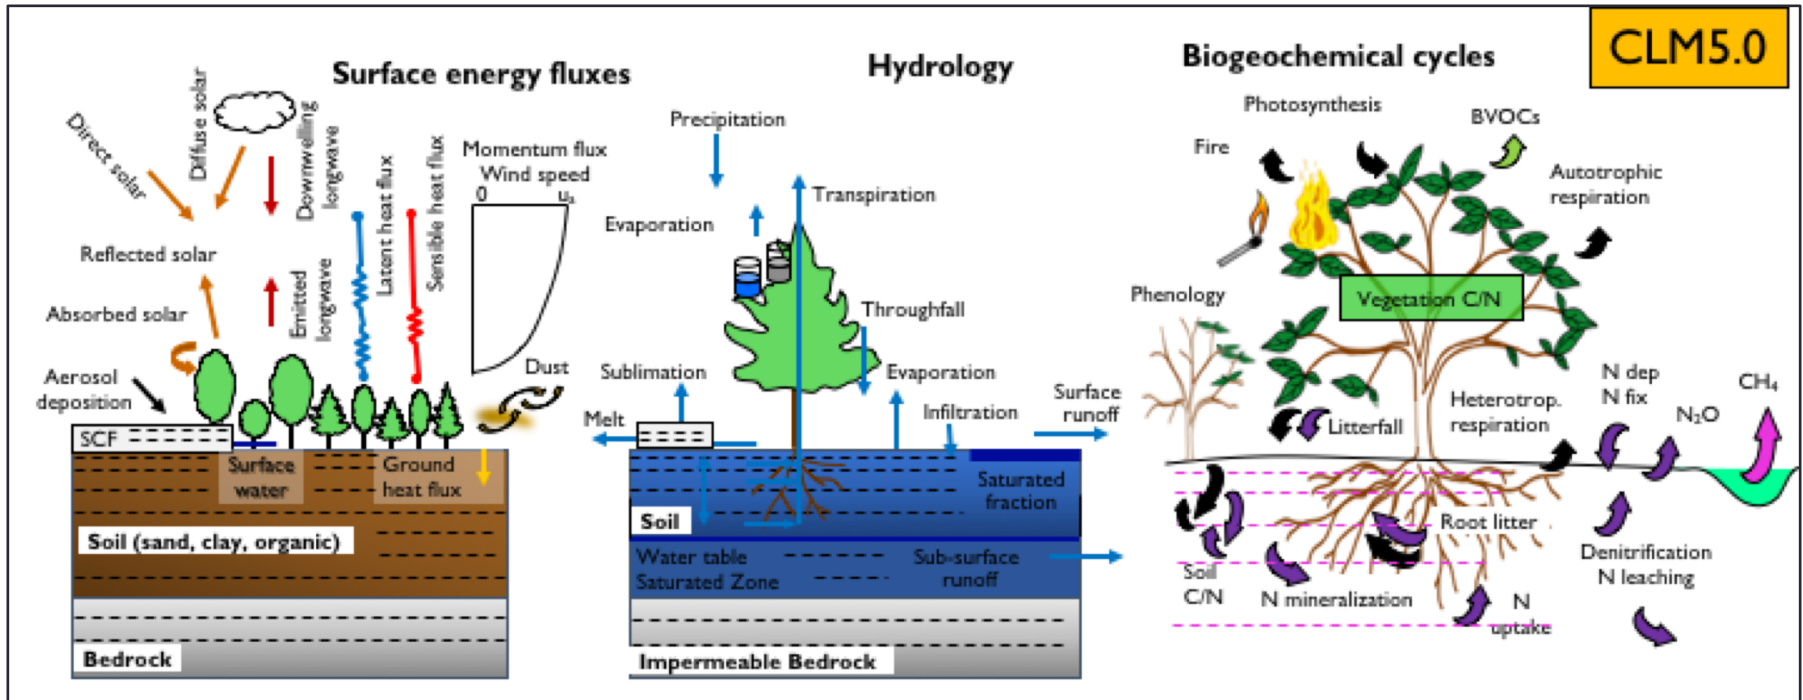 CLM5.0
Surface energy fluxes
Direct solar
Diffuse solar
Downwelling
longwave
Reflected solar
Absorbed solar
Emitted
longwave
Latent heat flux
Sensible heat flux
Momentum flux
Wind speed
0
uₐ
Dust
Aerosol
deposition
SCF
Surface
water
Ground
heat flux
Soil (sand, clay, organic)
Bedrock
Hydrology
Precipitation
Transpiration
Evaporation
Throughfall
Sublimation
Evaporation
Melt
Infiltration
Surface
runoff
Saturated
fraction
Soil
Water table
Saturated Zone
Sub-surface
runoff
Impermeable Bedrock
Biogeochemical cycles
Photosynthesis
BVOCs
Fire
Autotrophic
respiration
Phenology
Vegetation C/N
Litterfall
Heterotrop.
respiration
N dep
N fix
N₂O
CH₄
Root litter
Soil
C/N
N mineralization
N
uptake
Denitrification
N leaching